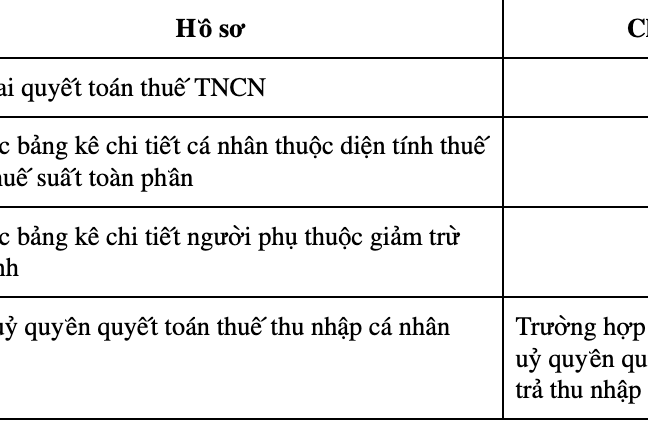 Hồ sơ
ai quyết toán thuế TNCN
c bảng kê chi tiết cá nhân thuộc diện tính thuế
suất toàn phần
c bảng kê chi tiết người phụ thuộc giảm trừ
nh
uỷ quyền quyết toán thuế thu nhập cá nhân
Trường hợp
uỷ quyền qu
trả thu nhập